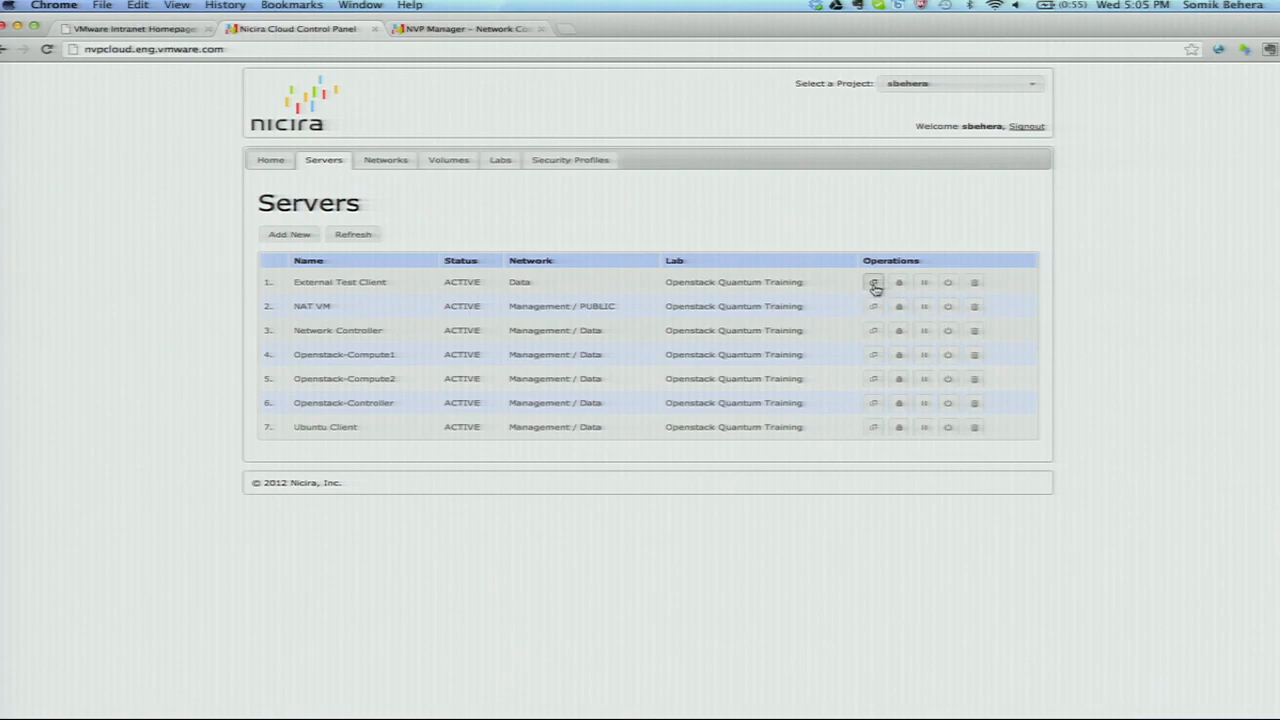 Chrome File Edit View History Bookmarks Window Help (0:55) Wed 5:05 PM Somik Behera
VMware Intranet Homepage Nicira Cloud Control Panel NVP Manager - Network Co
nvpcloud.eng.vmware.com
nicira
Select a Project: sbehera
Welcome sbehera, Signout
Home Servers Networks Volumes Labs Security Profiles
Servers
Add New Refresh
Name Status Network Lab Operations
1. External Test Client ACTIVE Data Openstack Quantum Training
2. NAT VM ACTIVE Management / PUBLIC Openstack Quantum Training
3. Network Controller ACTIVE Management / Data Openstack Quantum Training
4. Openstack-Compute1 ACTIVE Management / Data Openstack Quantum Training
5. Openstack-Compute2 ACTIVE Management / Data Openstack Quantum Training
6. Openstack-Controller ACTIVE Management / Data Openstack Quantum Training
7. Ubuntu Client ACTIVE Management / Data Openstack Quantum Training
© 2012 Nicira, Inc.